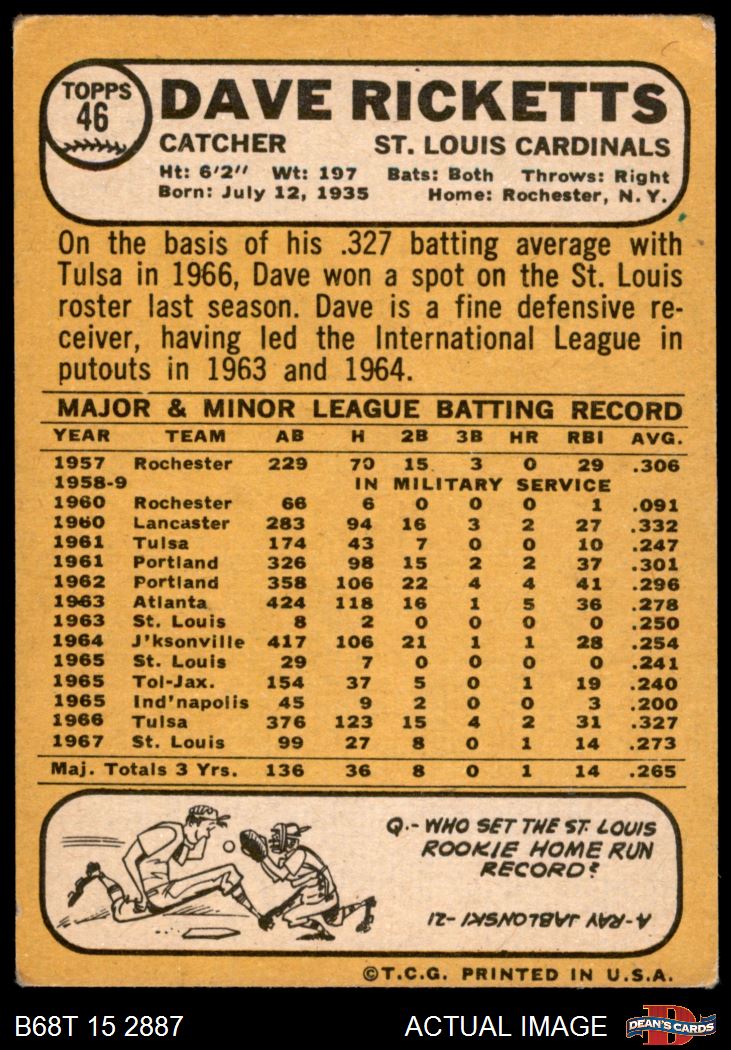 TOPPS
46
DAVE RICKETTS
CATCHER ST. LOUIS CARDINALS
Ht: 6'2" Wt: 197 Bats: Both Throws: Right
Born: July 12, 1935 Home: Rochester, N.Y.
On the basis of his .327 batting average with
Tulsa in 1966, Dave won a spot on the St. Louis
roster last season. Dave is a fine defensive re-
ceiver, having led the International League in
putouts in 1963 and 1964.
MAJOR & MINOR LEAGUE BATTING RECORD
YEAR TEAM AB H 2B 3B HR RBI AVG.
1957 Rochester 229 70 15 3 0 29 .306
1958-9 IN MILITARY SERVICE
1960 Rochester 66 6 0 0 0 1 .091
1960 Lancaster 283 94 16 3 2 27 .332
1961 Tulsa 174 43 7 0 0 10 .247
1961 Portland 326 98 15 2 2 37 .301
1962 Portland 358 106 22 4 4 41 .296
1963 Atlanta 424 118 16 1 5 36 .278
1963 St. Louis 8 2 0 0 0 0 .250
1964 J'ksonville 417 106 21 1 1 28 .254
1965 St. Louis 29 7 0 0 0 0 .241
1965 Tol-Jax. 154 37 5 0 1 19 .240
1965 Ind'napolis 45 9 2 0 0 3 .200
1966 Tulsa 376 123 15 4 2 31 .327
1967 St. Louis 99 27 8 0 1 14 .273
Maj. Totals 3 Yrs. 136 36 8 0 1 14 .265
Q.- WHO SET THE ST. LOUIS
ROOKIE HOME RUN
RECORD?
A-RAY JABLONSKI -21
©T.C.G. PRINTED IN U.S.A.
B68T 15 2887 ACTUAL IMAGE
D
DEAN'S CARDS